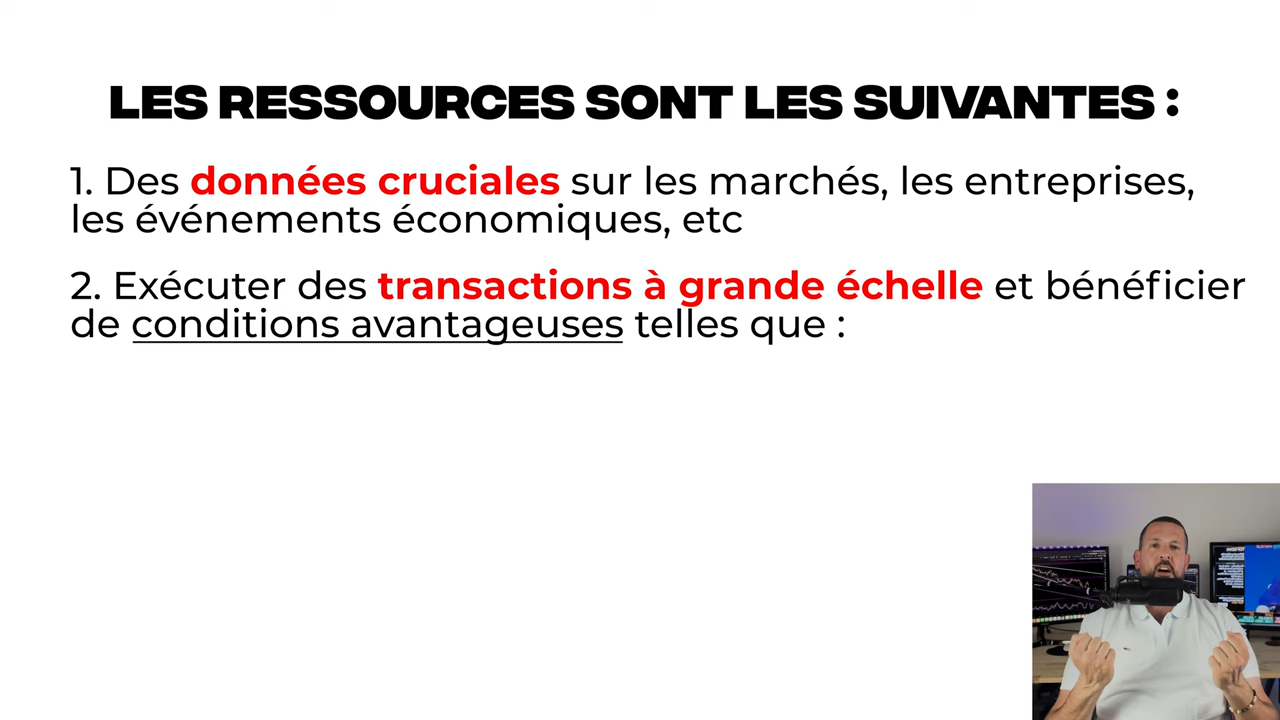 LES RESSOURCES SONT LES SUIVANTES :
1. Des données cruciales sur les marchés, les entreprises,
les événements économiques, etc
2. Exécuter des transactions à grande échelle et bénéficier
de conditions avantageuses telles que :